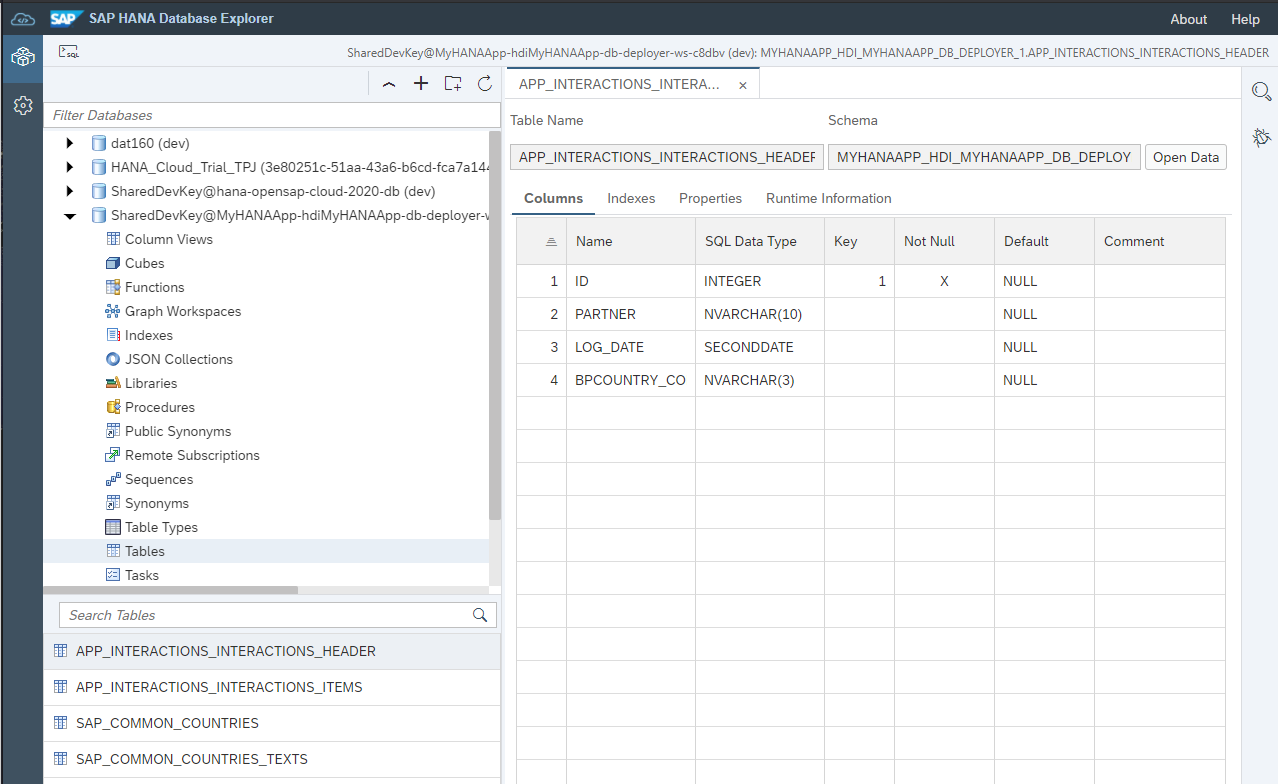 SAP SAP HANA Database Explorer About Help
SQL SharedDevKey@MyHANAApp-hdiMyHANAApp-db-deployer-ws-c8dbv (dev): MYHANAAPP_HDI_MYHANAAPP_DB_DEPLOYER_1.APP_INTERACTIONS_INTERACTIONS_HEADER
Filter Databases
dat160 (dev)
HANA_Cloud_Trial_TPJ (3e80251c-51aa-43a6-b6cd-fca7a144
SharedDevKey@hana-opensap-cloud-2020-db (dev)
SharedDevKey@MyHANAApp-hdiMyHANAApp-db-deployer-w
Column Views
Cubes
Functions
Graph Workspaces
Indexes
JSON Collections
Libraries
Procedures
Public Synonyms
Remote Subscriptions
Sequences
Synonyms
Table Types
Tables
Tasks
Search Tables
APP_INTERACTIONS_INTERACTIONS_HEADER
APP_INTERACTIONS_INTERACTIONS_ITEMS
SAP_COMMON_COUNTRIES
SAP_COMMON_COUNTRIES_TEXTS
APP_INTERACTIONS_INTERA... ×
Table Name Schema
APP_INTERACTIONS_INTERACTIONS_HEADER MYHANAAPP_HDI_MYHANAAPP_DB_DEPLOY Open Data
Columns Indexes Properties Runtime Information
Name SQL Data Type Key Not Null Default Comment
1 ID INTEGER 1 X NULL
2 PARTNER NVARCHAR(10) NULL
3 LOG_DATE SECONDDATE NULL
4 BPCOUNTRY_CO NVARCHAR(3) NULL